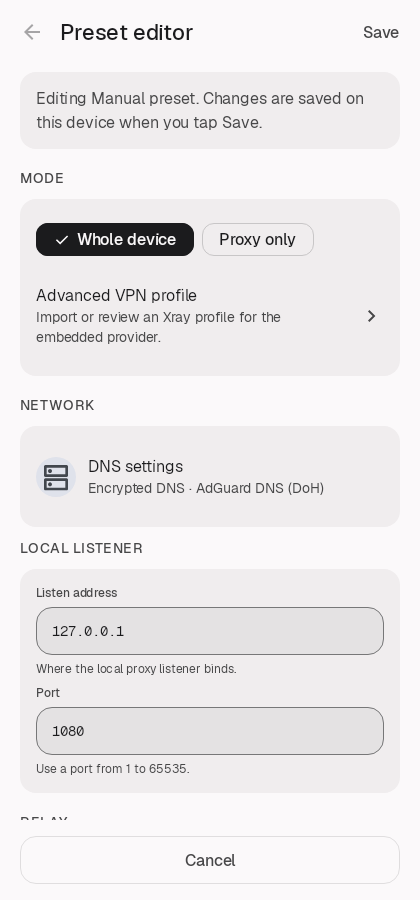 Preset editor
Save
Editing Manual preset. Changes are saved on
this device when you tap Save.
MODE
Whole device
Proxy only
Advanced VPN profile
Import or review an Xray profile for the
embedded provider.
NETWORK
DNS settings
Encrypted DNS · AdGuard DNS (DoH)
LOCAL LISTENER
Listen address
127.0.0.1
Where the local proxy listener binds.
Port
1080
Use a port from 1 to 65535.
RELAY
Cancel